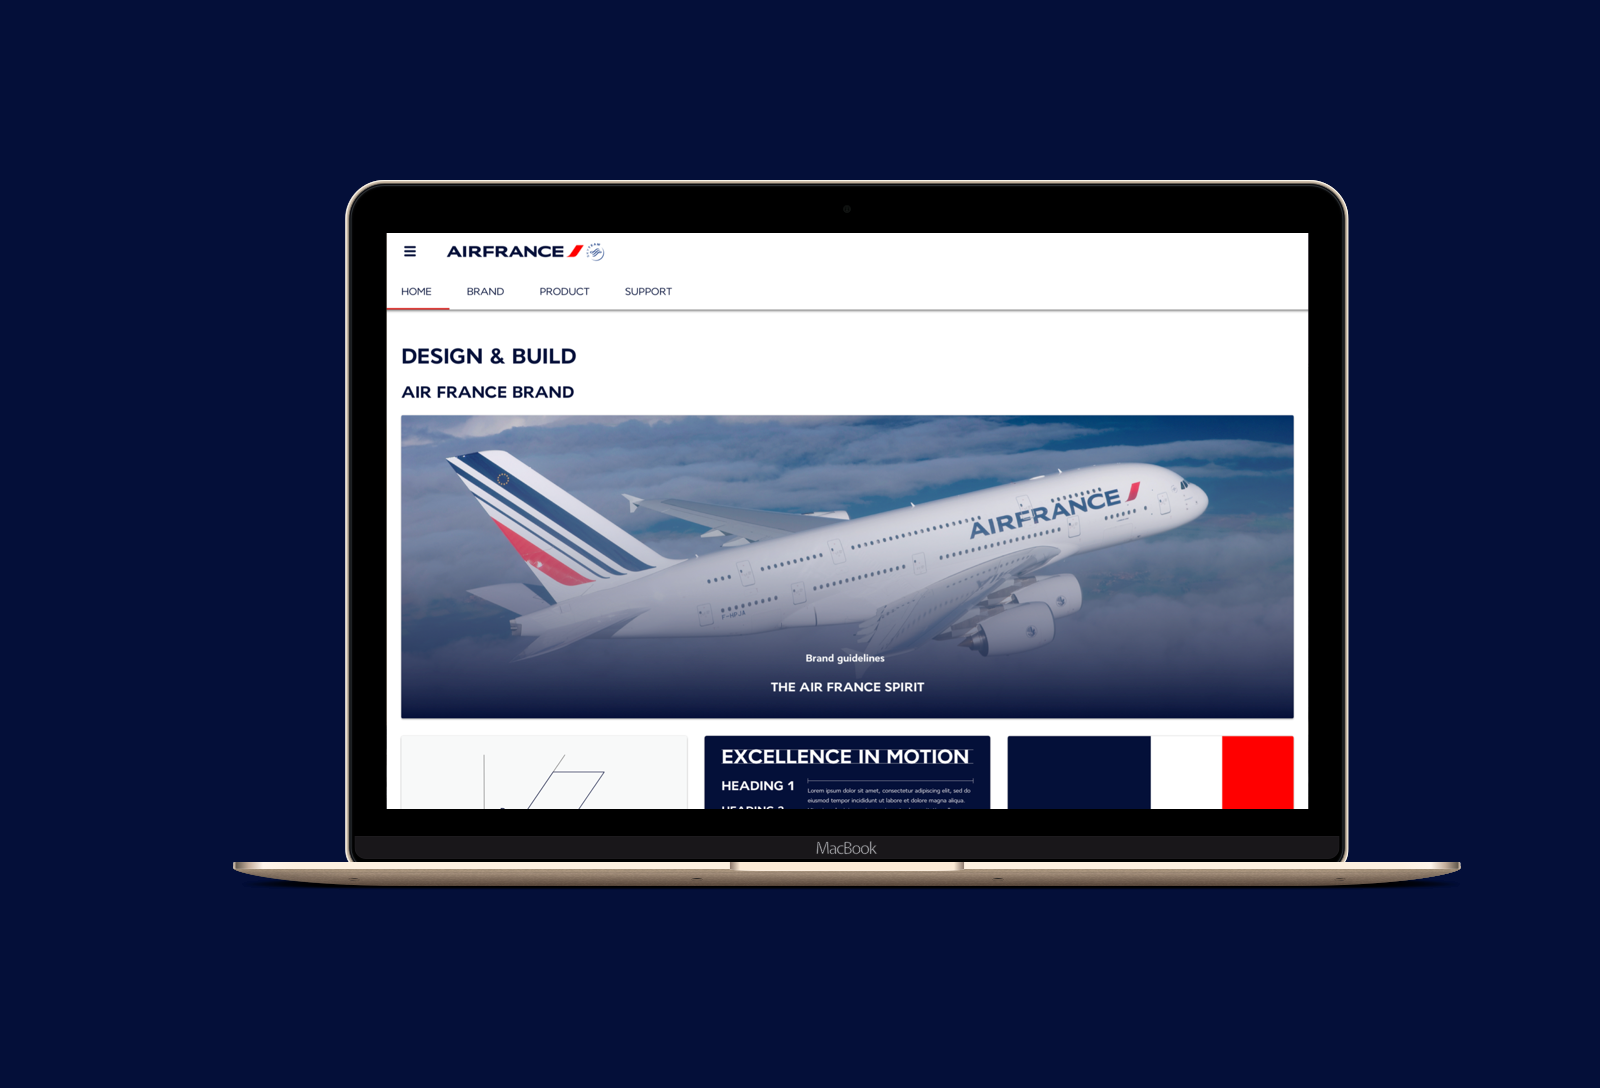 AIRFRANCE
HOME BRAND PRODUCT SUPPORT
DESIGN & BUILD
AIR FRANCE BRAND
AIRFRANCE
F-HPJA
Brand guidelines
THE AIR FRANCE SPIRIT
EXCELLENCE IN MOTION
HEADING 1
Lorem ipsum dolor sit amet, consectetur adipiscing elit, sed do
eiusmod tempor incididunt ut labore et dolore magna aliqua.
MacBook